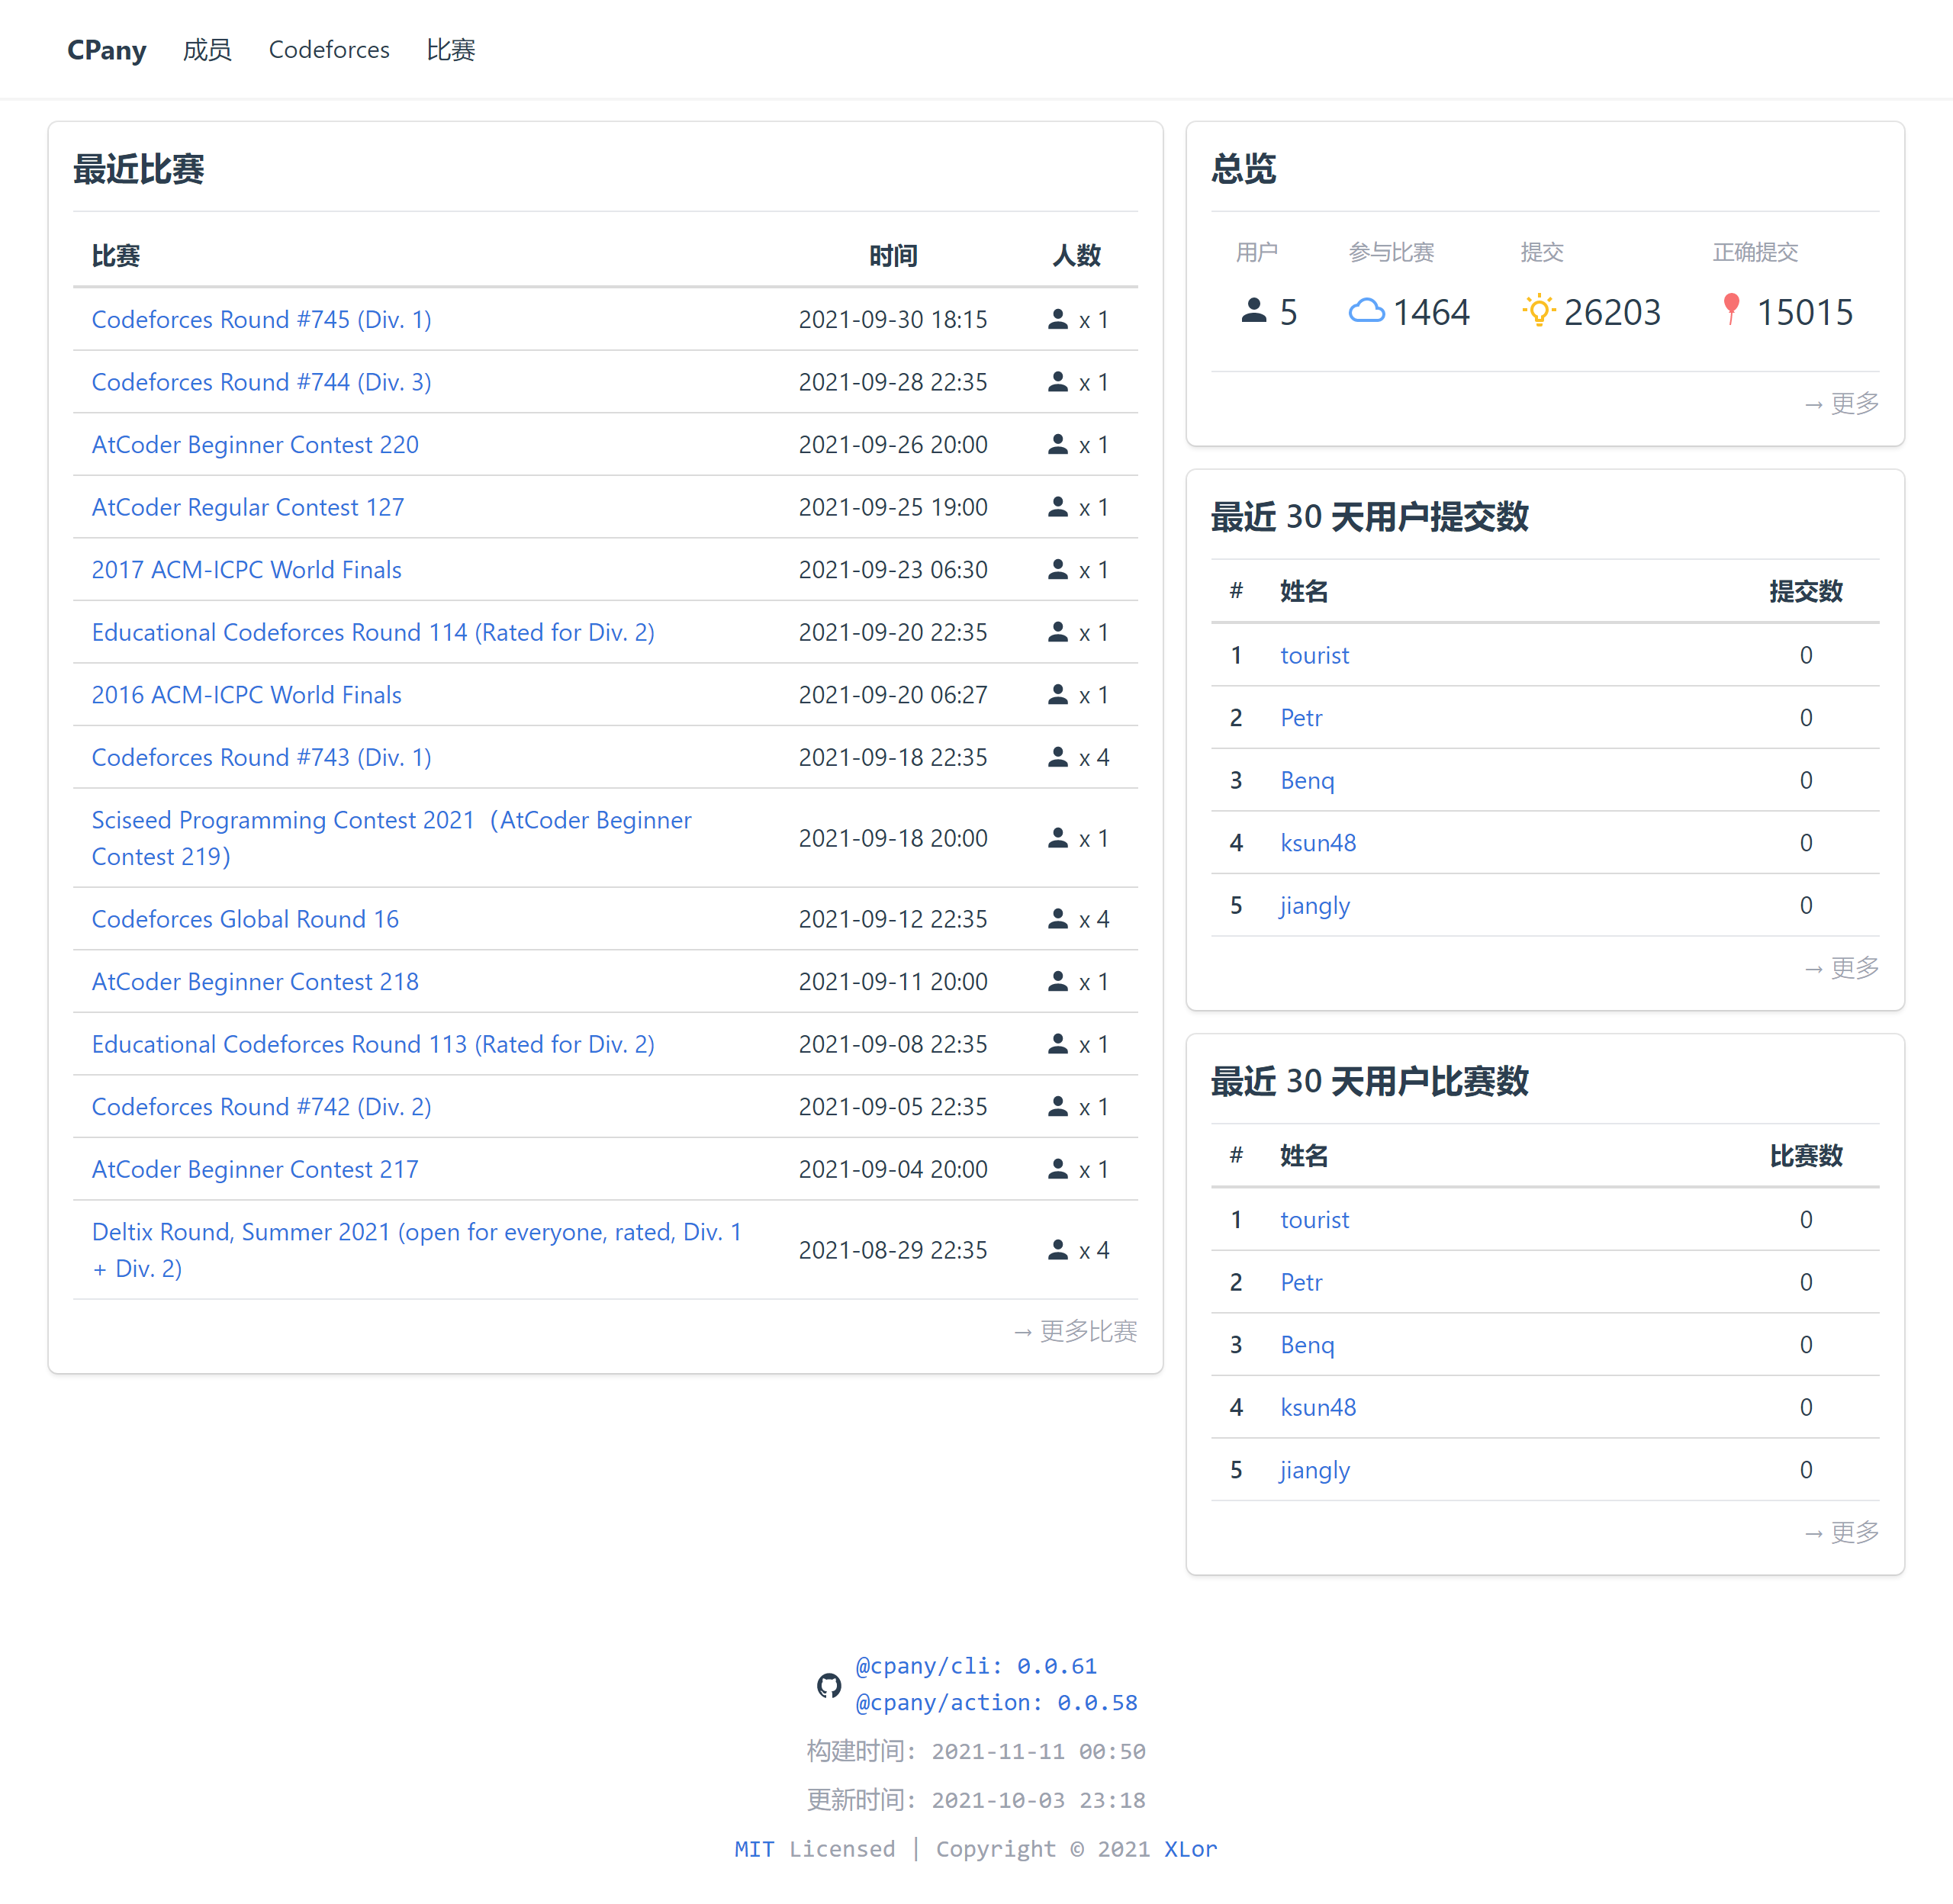 CPany 成员 Codeforces 比赛
最近比赛
比赛 时间 人数
Codeforces Round #745 (Div. 1) 2021-09-30 18:15 x 1
Codeforces Round #744 (Div. 3) 2021-09-28 22:35 x 1
AtCoder Beginner Contest 220 2021-09-26 20:00 x 1
AtCoder Regular Contest 127 2021-09-25 19:00 x 1
2017 ACM-ICPC World Finals 2021-09-23 06:30 x 1
Educational Codeforces Round 114 (Rated for Div. 2) 2021-09-20 22:35 x 1
2016 ACM-ICPC World Finals 2021-09-20 06:27 x 1
Codeforces Round #743 (Div. 1) 2021-09-18 22:35 x 4
Sciseed Programming Contest 2021（AtCoder Beginner
Contest 219） 2021-09-18 20:00 x 1
Codeforces Global Round 16 2021-09-12 22:35 x 4
AtCoder Beginner Contest 218 2021-09-11 20:00 x 1
Educational Codeforces Round 113 (Rated for Div. 2) 2021-09-08 22:35 x 1
Codeforces Round #742 (Div. 2) 2021-09-05 22:35 x 1
AtCoder Beginner Contest 217 2021-09-04 20:00 x 1
Deltix Round, Summer 2021 (open for everyone, rated, Div. 1
+ Div. 2) 2021-08-29 22:35 x 4
→ 更多比赛
总览
用户 参与比赛 提交 正确提交
5 1464 26203 15015
→ 更多
最近 30 天用户提交数
# 姓名 提交数
1 tourist 0
2 Petr 0
3 Benq 0
4 ksun48 0
5 jiangly 0
→ 更多
最近 30 天用户比赛数
# 姓名 比赛数
1 tourist 0
2 Petr 0
3 Benq 0
4 ksun48 0
5 jiangly 0
→ 更多
@cpany/cli: 0.0.61
@cpany/action: 0.0.58
构建时间: 2021-11-11 00:50
更新时间: 2021-10-03 23:18
MIT Licensed | Copyright © 2021 XLor